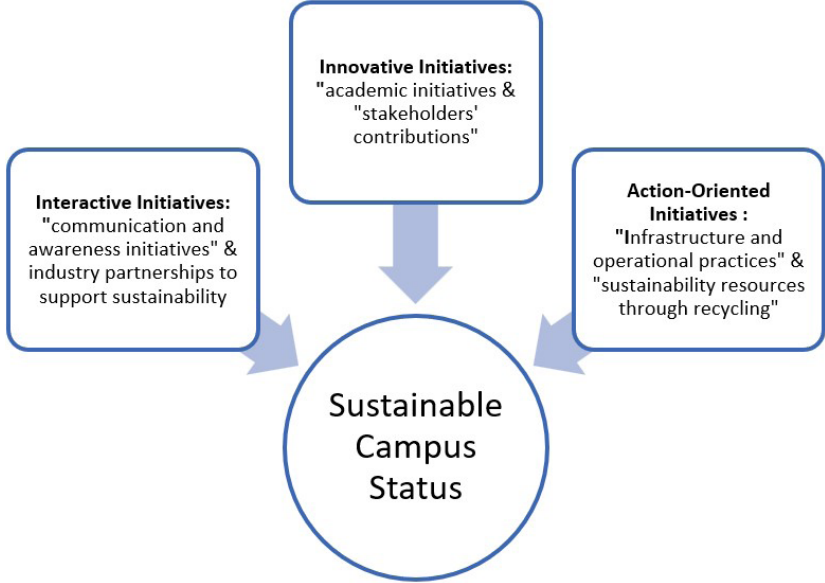 Innovative Initiatives:
"academic initiatives &
"stakeholders'
contributions"
Interactive Initiatives:
"communication and
awareness initiatives" &
industry partnerships to
support sustainability
Action-Oriented
Initiatives :
"Infrastructure and
operational practices" &
"sustainability resources
through recycling"
Sustainable
Campus
Status